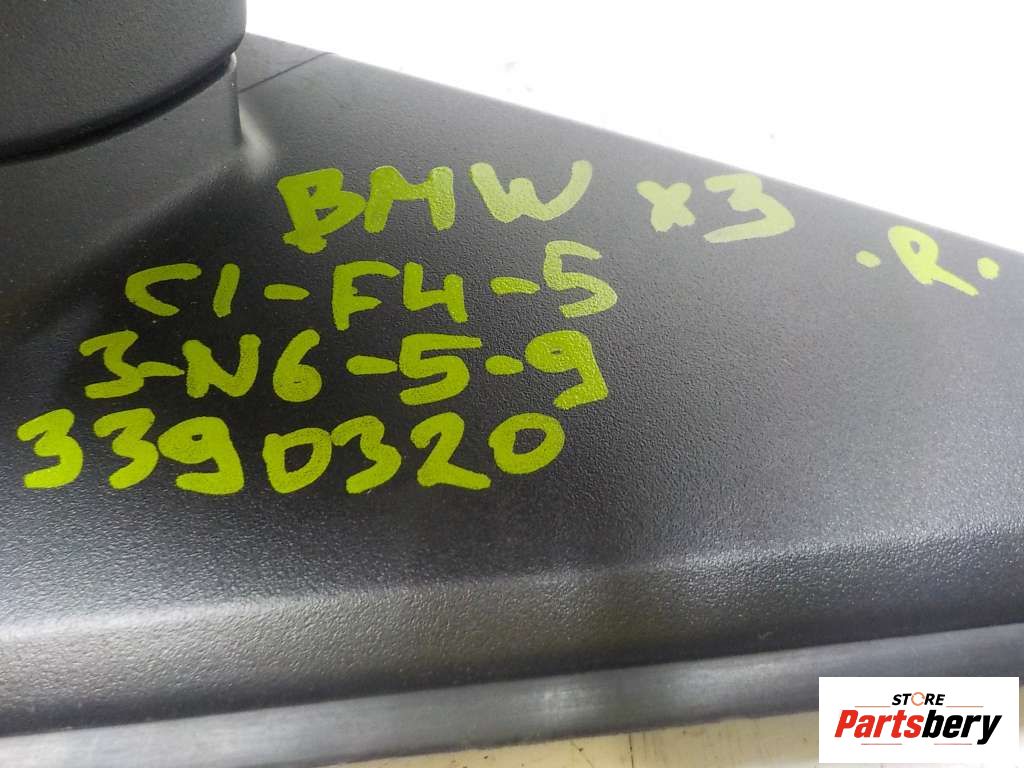 BMW x3
.R.
C1-F4-5
3-N6-5-9
3390320
STORE
Partsbery